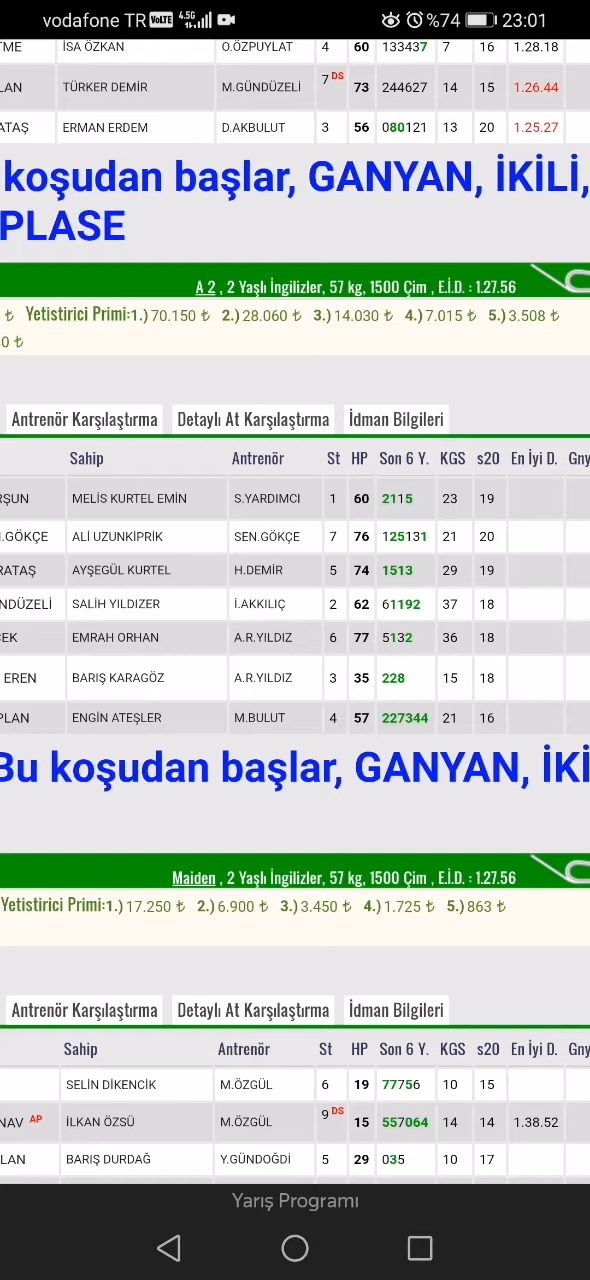 vodafone TR VoLTE 4.5G %74 23:01
TME İSA ÖZKAN O.ÖZPUYLAT 4 60 133437 7 16 1.28.18
LAN TÜRKER DEMİR M.GÜNDÜZELİ 7 DS 73 244627 14 15 1.26.44
ATAŞ ERMAN ERDEM D.AKBULUT 3 56 080121 13 20 1.25.27
koşudan başlar, GANYAN, İKİLİ,
PLASE
A 2 , 2 Yaşlı İngilizler, 57 kg, 1500 Çim , E.İ.D. : 1.27.56
₺ Yetistirici Primi:1.) 70.150 ₺ 2.) 28.060 ₺ 3.) 14.030 ₺ 4.) 7.015 ₺ 5.) 3.508 ₺
0 ₺
Antrenör Karşılaştırma Detaylı At Karşılaştırma İdman Bilgileri
Sahip Antrenör St HP Son 6 Y. KGS s20 En İyi D. Gny
RŞUN MELİS KURTEL EMİN S.YARDIMCI 1 60 2115 23 19
.GÖKÇE ALİ UZUNKİPRİK SEN.GÖKÇE 7 76 125131 21 20
RATAŞ AYŞEGÜL KURTEL H.DEMİR 5 74 1513 29 19
NDÜZELİ SALİH YILDIZER İ.AKKILIÇ 2 62 61192 37 18
EK EMRAH ORHAN A.R.YILDIZ 6 77 5132 36 18
EREN BARIŞ KARAGÖZ A.R.YILDIZ 3 35 228 15 18
PLAN ENGİN ATEŞLER M.BULUT 4 57 227344 21 16
Bu koşudan başlar, GANYAN, İKİ
Maiden , 2 Yaşlı İngilizler, 57 kg, 1500 Çim , E.İ.D. : 1.27.56
Yetistirici Primi:1.) 17.250 ₺ 2.) 6.900 ₺ 3.) 3.450 ₺ 4.) 1.725 ₺ 5.) 863 ₺
Antrenör Karşılaştırma Detaylı At Karşılaştırma İdman Bilgileri
Sahip Antrenör St HP Son 6 Y. KGS s20 En İyi D. Gny
SELİN DİKENCİK M.ÖZGÜL 6 19 77756 10 15
NAV AP İLKAN ÖZSÜ M.ÖZGÜL 9 DS 15 557064 14 14 1.38.52
LAN BARIŞ DURDAĞ Y.GÜNDOĞDİ 5 29 035 10 17
Yarış Programı